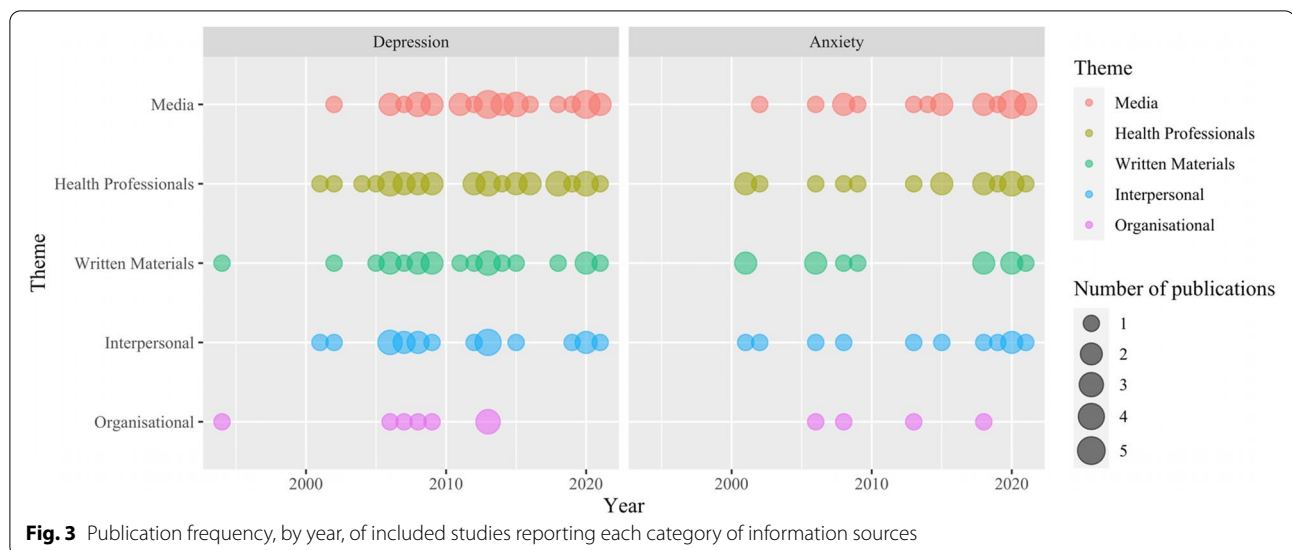 Depression
Anxiety
Theme
Media
Health Professionals
Written Materials
Interpersonal
Organisational
2000
2010
2020
2000
2010
2020
Year
Theme
Media
Health Professionals
Written Materials
Interpersonal
Organisational
Number of publications
1
2
3
4
5
Fig. 3 Publication frequency, by year, of included studies reporting each category of information sources